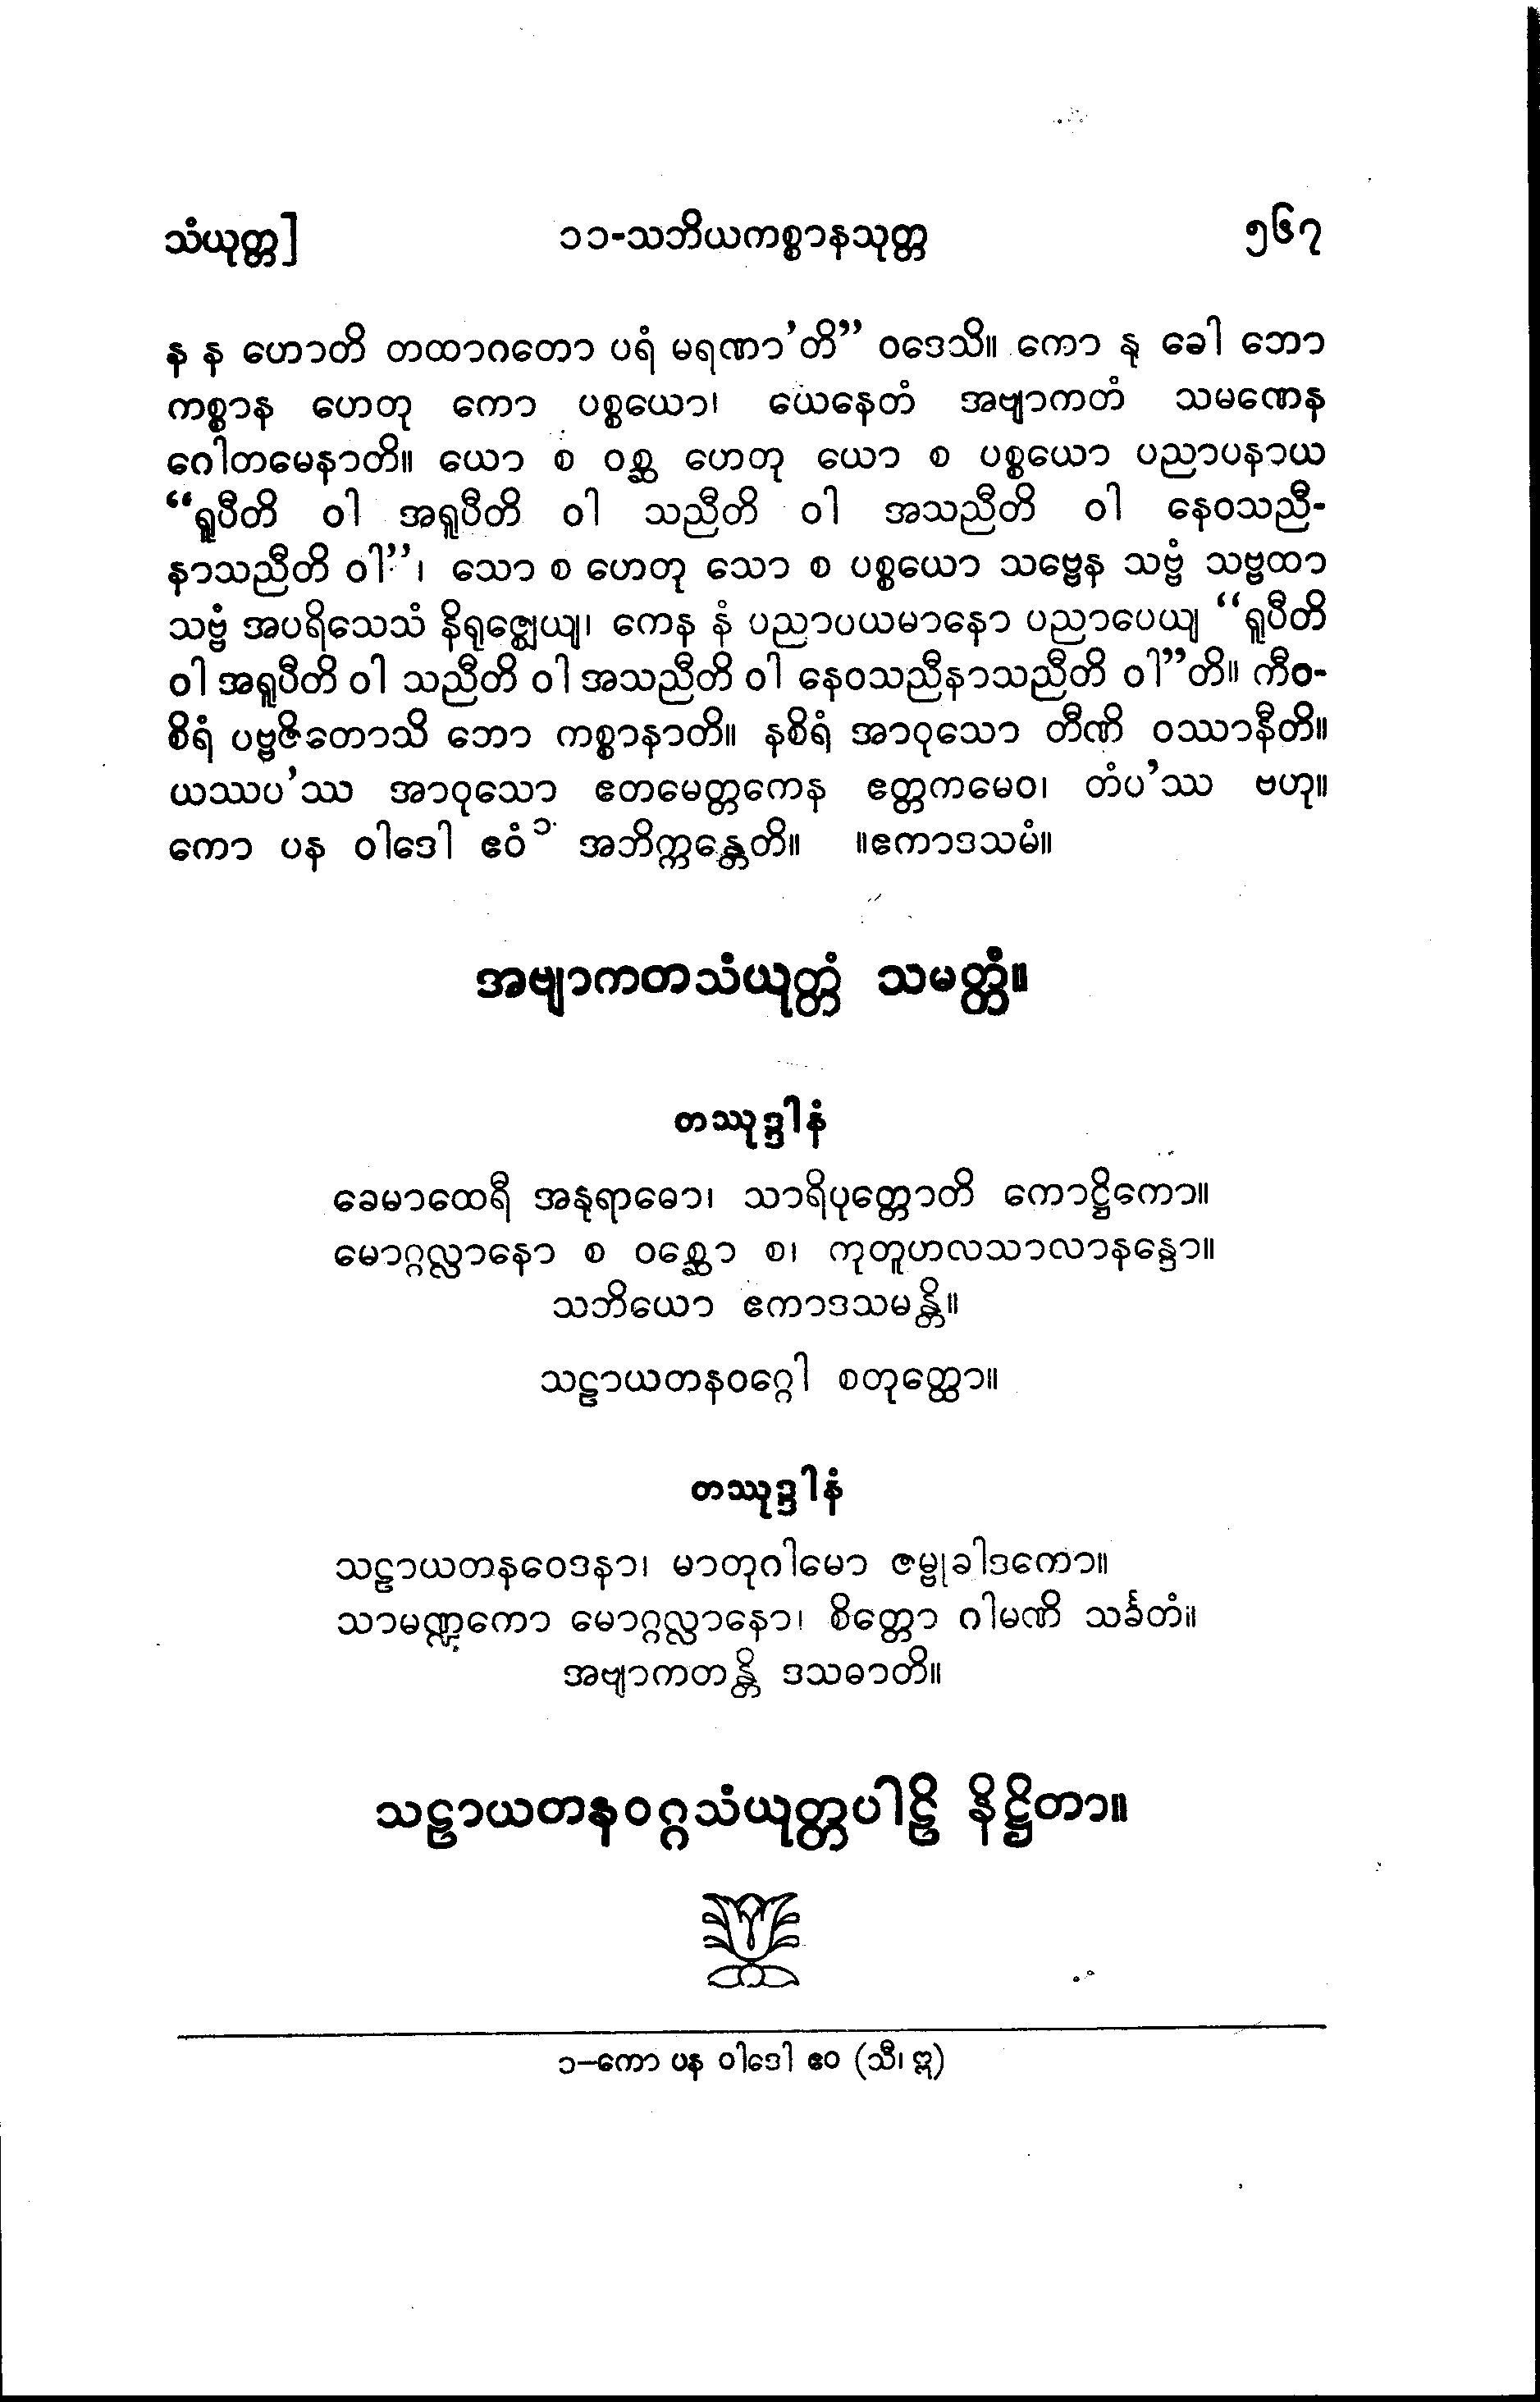 သံယုတ္တ] ၁၁-သဘိယကစ္စာနသုတ္တ ၅၆၇
န န ဟောတိ တထာဂတော ပရံ မရဏာ’တိ” ဝဒေသိ။ ကော နု ခေါ ဘော
ကစ္စာန ဟေတု ကော ပစ္စယော၊ ယေနေတံ အဗျာကတံ သမဏေန
ဂေါတမေနာတိ။ ယော စ ဝစ္ဆ ဟေတု ယော စ ပစ္စယော ပညာပနာယ
“ရူပီတိ ဝါ အရူပီတိ ဝါ သညီတိ ဝါ အသညီတိ ဝါ နေဝသညီ-
နာသညီတိ ဝါ”၊ သော စ ဟေတု သော စ ပစ္စယော သဗ္ဗေန သဗ္ဗံ သဗ္ဗထာ
သဗ္ဗံ အပရိသေသံ နိရုဇ္ဈေယျ၊ ကေန နံ ပညာပယမာနော ပညာပေယျ “ရူပီတိ
ဝါ အရူပီတိ ဝါ သညီတိ ဝါ အသညီတိ ဝါ နေဝသညီနာသညီတိ ဝါ”တိ။ ကီဝ-
စိရံ ပဗ္ဗဇိတောသိ ဘော ကစ္စာနာတိ။ နစိရံ အာဝုသော တီဏိ ဝဿာနီတိ။
ယဿပ’ဿ အာဝုသော ဧတမေတ္တကေန ဧတ္တကမေဝ၊ တံပ’ဿ ဗဟု။
ကော ပန ဝါဒေါ ဧဝံ ၁ အဘိက္ကန္တေတိ။ ။ဧကာဒသမံ။
အဗျာကတသံယုတ္တံ သမတ္တံ။
တဿုဒ္ဒါနံ
ခေမာထေရီ အနုရာဓော၊ သာရိပုတ္တောတိ ကောဋ္ဌိကော။
မောဂ္ဂလ္လာနော စ ဝစ္ဆော စ၊ ကုတူဟလသာလာနန္ဒော။
သဘိယော ဧကာဒသမန္တိ။
သဠာယတနဝဂ္ဂေါ စတုတ္ထော။
တဿုဒ္ဒါနံ
သဠာယတနဝေဒနာ၊ မာတုဂါမော ဇမ္ဗုခါဒကော။
သာမဏ္ဍကော မောဂ္ဂလ္လာနော၊ စိတ္တော ဂါမဏိ သင်္ခတံ။
အဗျာကတန္တိ ဒသဓာတိ။
သဠာယတနဝဂ္ဂသံယုတ္တပါဠိ နိဋ္ဌိတာ။
၁–ကော ပန ဝါဒေါ ဧဝ (သီ၊ ဣ)